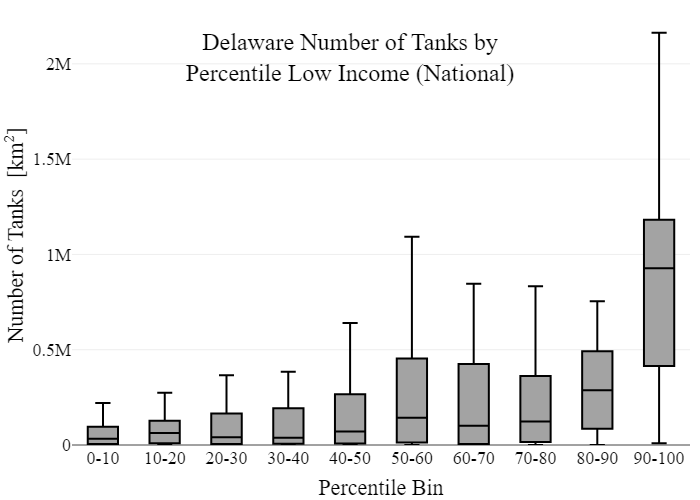 Delaware Number of Tanks by
Percentile Low Income (National)
Number of Tanks [km²]
2M
1.5M
1M
0.5M
0
0-10 10-20 20-30 30-40 40-50 50-60 60-70 70-80 80-90 90-100
Percentile Bin